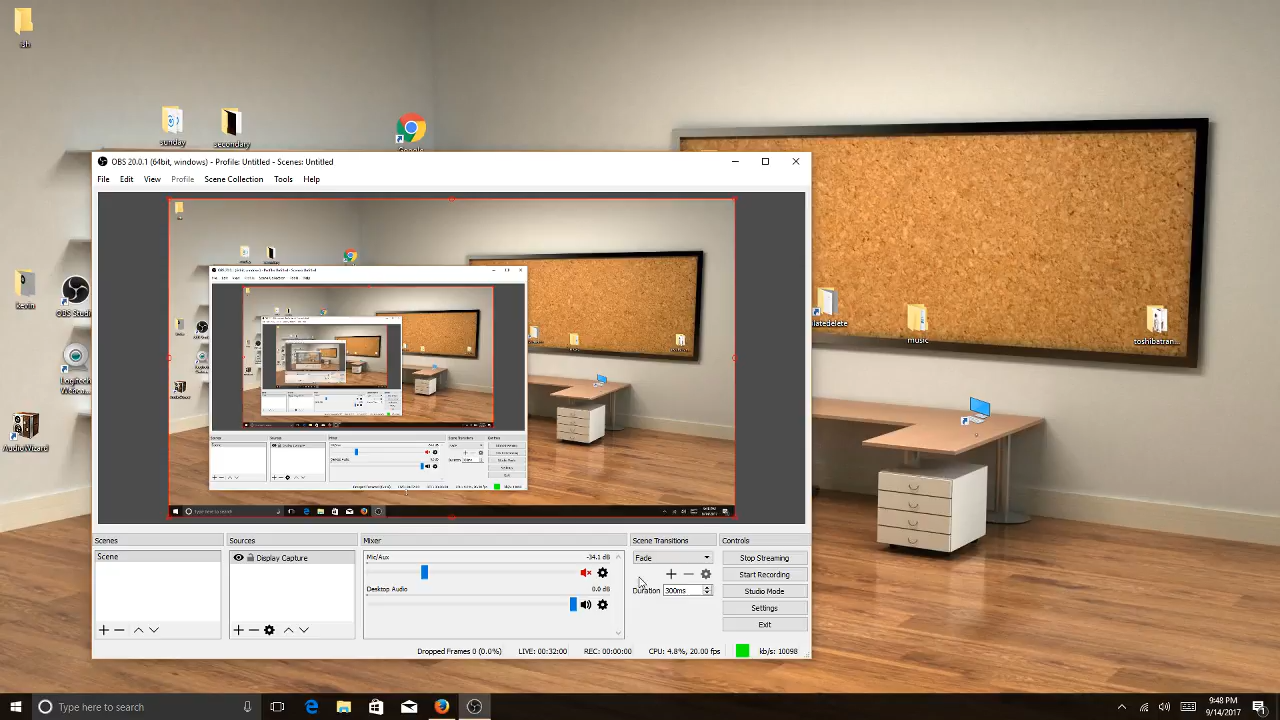 sh
sunday
secondary
OBS 20.0.1 (64bit, windows) - Profile: Untitled - Scenes: Untitled
File Edit View Profile Scene Collection Tools Help
kevin
OBS Studio
Logitech Webca...
AudioWizard
music
toshibatran...
Scenes
Scene
Sources
Display Capture
Mixer
Mic/Aux -34.1 dB
Desktop Audio 0.0 dB
Scene Transitions
Fade
Duration 300ms
Controls
Stop Streaming
Start Recording
Studio Mode
Settings
Exit
Dropped Frames 0 (0.0%) LIVE: 00:32:00 REC: 00:00:00 CPU: 4.8%, 20.00 fps kb/s: 10098
Type here to search
9:48 PM
9/14/2017